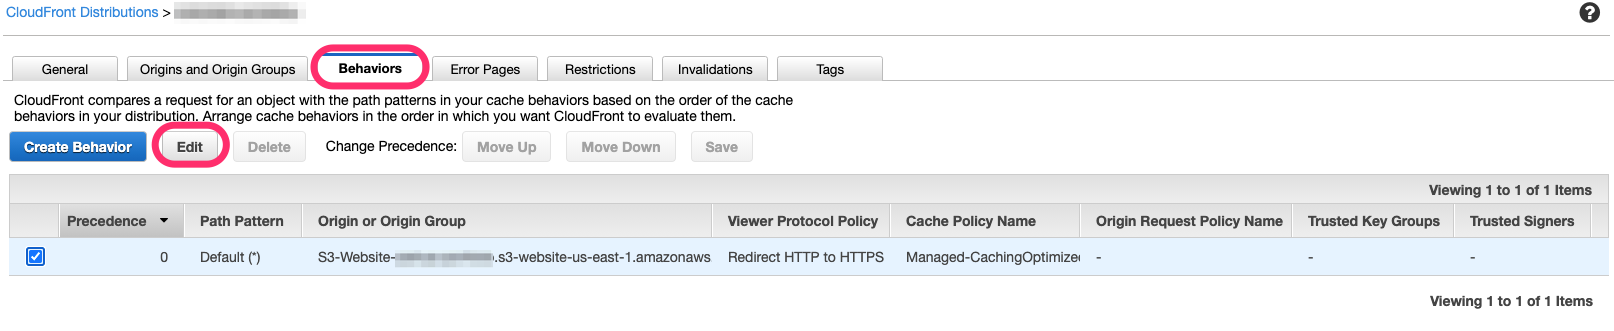 CloudFront Distributions >
?
General Origins and Origin Groups Behaviors Error Pages Restrictions Invalidations Tags
CloudFront compares a request for an object with the path patterns in your cache behaviors based on the order of the cache
behaviors in your distribution. Arrange cache behaviors in the order in which you want CloudFront to evaluate them.
Create Behavior Edit Delete Change Precedence: Move Up Move Down Save
Viewing 1 to 1 of 1 Items
Precedence Path Pattern Origin or Origin Group Viewer Protocol Policy Cache Policy Name Origin Request Policy Name Trusted Key Groups Trusted Signers
0 Default (*) S3-Website- .s3-website-us-east-1.amazonaws Redirect HTTP to HTTPS Managed-CachingOptimized - - -
Viewing 1 to 1 of 1 Items